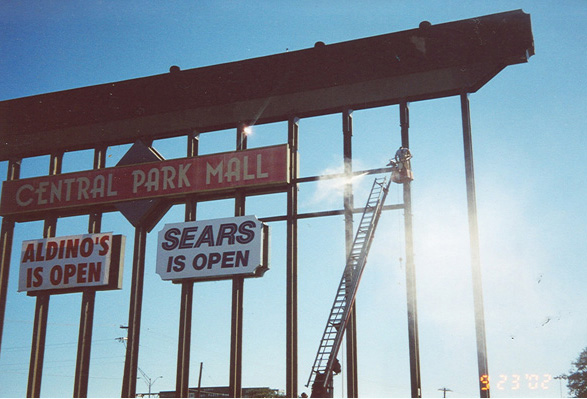 CENTRAL PARK MALL
ALDINO'S
IS OPEN
SEARS
IS OPEN
9 23 '02